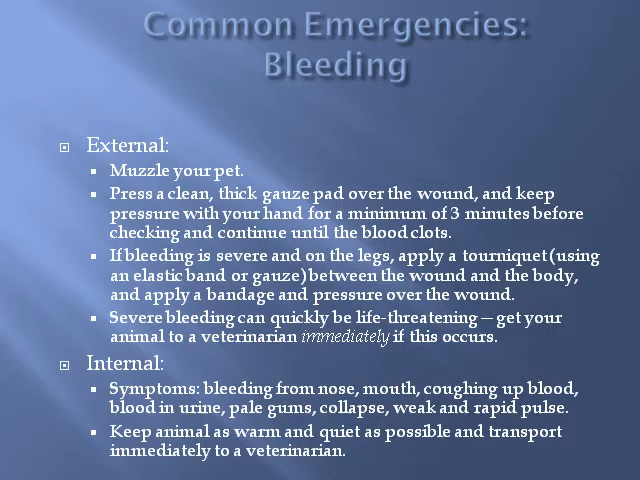 Common Emergencies:
Bleeding
External:
Muzzle your pet.
Press a clean, thick gauze pad over the wound, and keep
pressure with your hand for a minimum of 3 minutes before
checking and continue until the blood clots.
If bleeding is severe and on the legs, apply a tourniquet (using
an elastic band or gauze) between the wound and the body,
and apply a bandage and pressure over the wound.
Severe bleeding can quickly be life-threatening—get your
animal to a veterinarian immediately if this occurs.
Internal:
Symptoms: bleeding from nose, mouth, coughing up blood,
blood in urine, pale gums, collapse, weak and rapid pulse.
Keep animal as warm and quiet as possible and transport
immediately to a veterinarian.